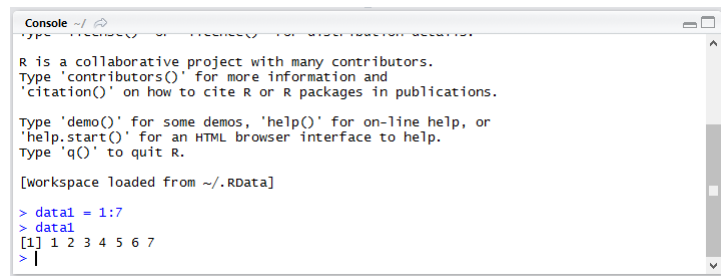 Console ~/
R is a collaborative project with many contributors.
Type 'contributors()' for more information and
'citation()' on how to cite R or R packages in publications.
Type 'demo()' for some demos, 'help()' for on-line help, or
'help.start()' for an HTML browser interface to help.
Type 'q()' to quit R.
[Workspace loaded from ~/.RData]
> data1 = 1:7
> data1
[1] 1 2 3 4 5 6 7
>